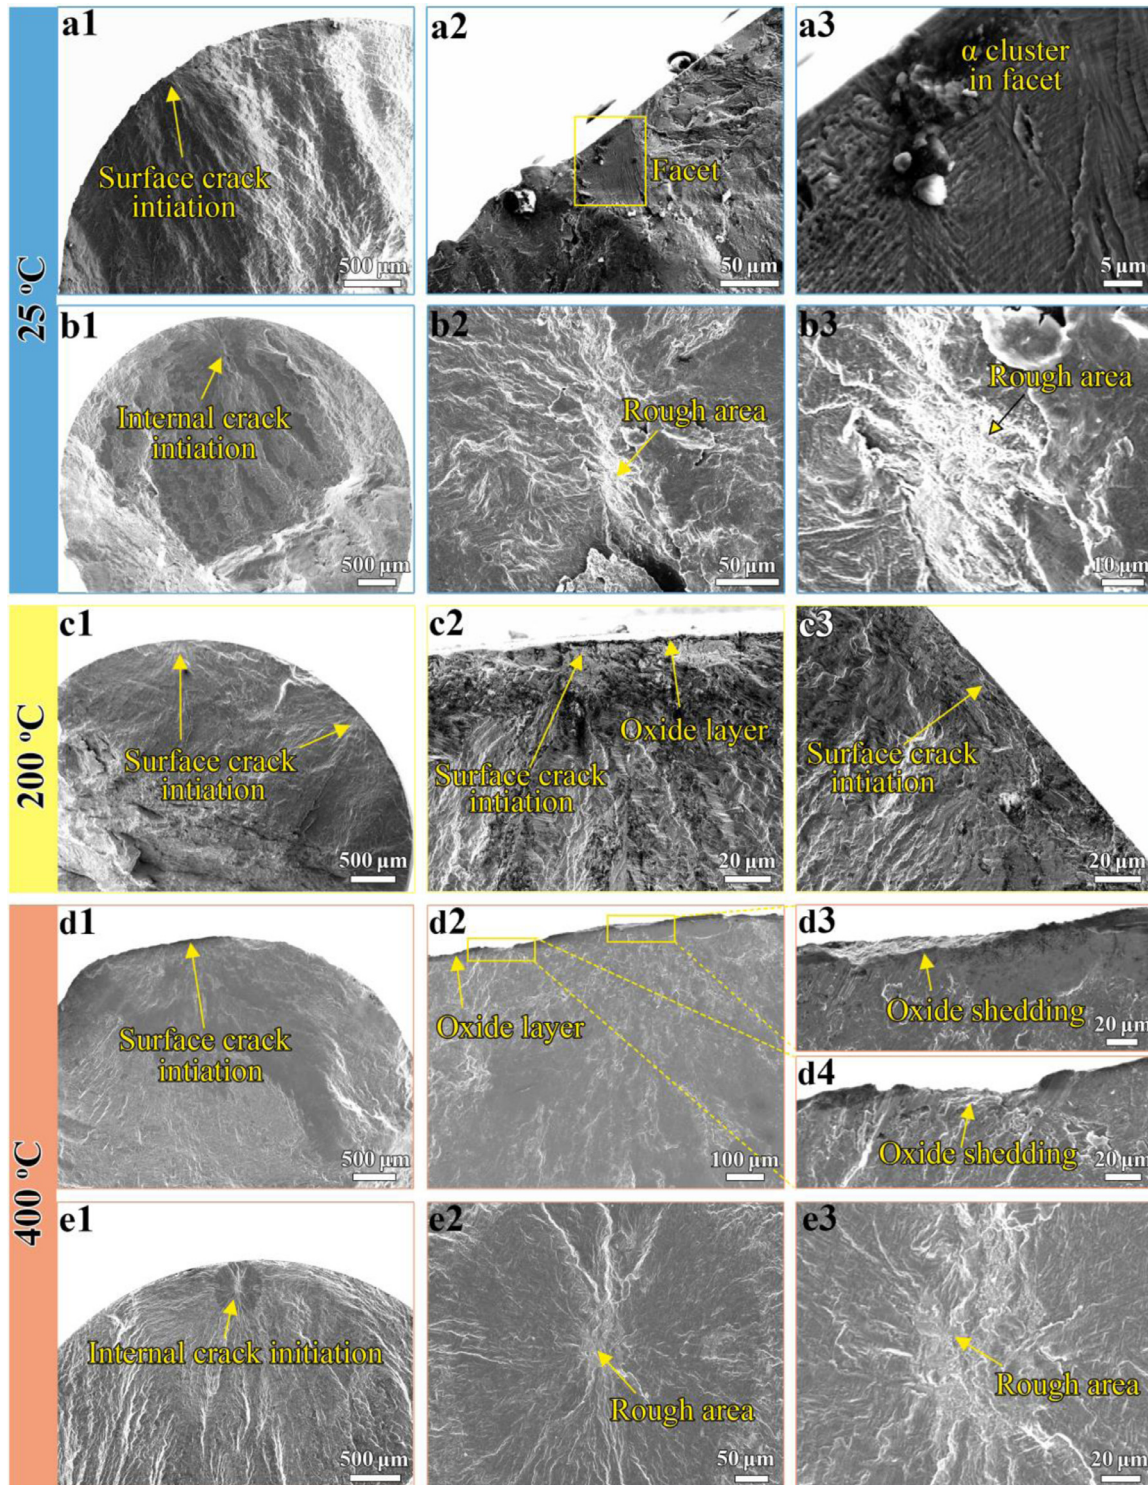 25 °C
a1
Surface crack
intiation
500 μm
a2
Facet
50 μm
a3
α cluster
in facet
5 μm
b1
Internal crack
intiation
500 μm
b2
Rough area
50 μm
b3
Rough area
10 μm
200 °C
c1
Surface crack
intiation
500 μm
c2
Oxide layer
Surface crack
intiation
20 μm
c3
Surface crack
intiation
20 μm
400 °C
d1
Surface crack
intiation
500 μm
d2
Oxide layer
100 μm
d3
Oxide shedding
20 μm
d4
Oxide shedding
20 μm
e1
Internal crack initiation
500 μm
e2
Rough area
50 μm
e3
Rough area
20 μm